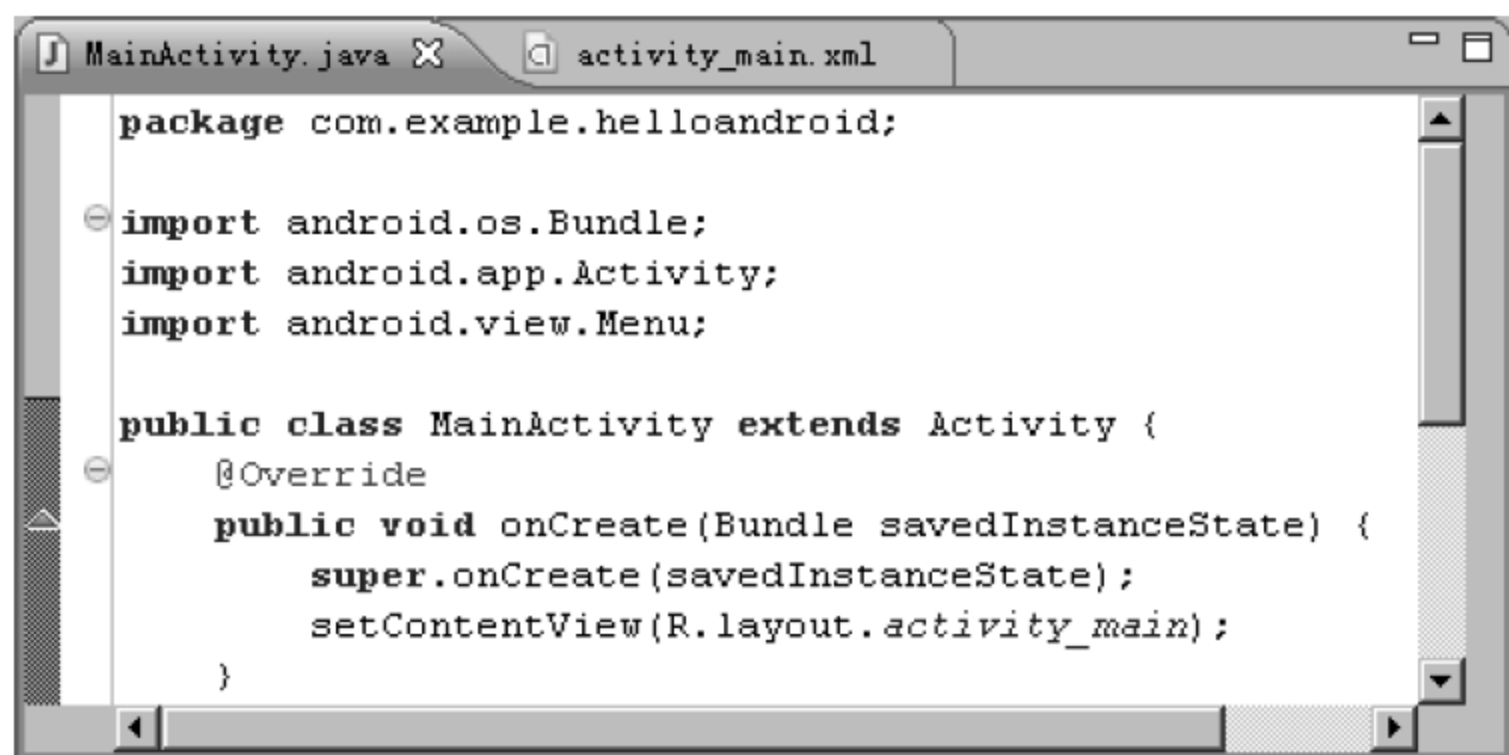 MainActivity.java activity_main.xml
package com.example.helloandroid;
import android.os.Bundle;
import android.app.Activity;
import android.view.Menu;
public class MainActivity extends Activity {
@Override
public void onCreate(Bundle savedInstanceState) {
super.onCreate(savedInstanceState);
setContentView(R.layout.activity_main);
}